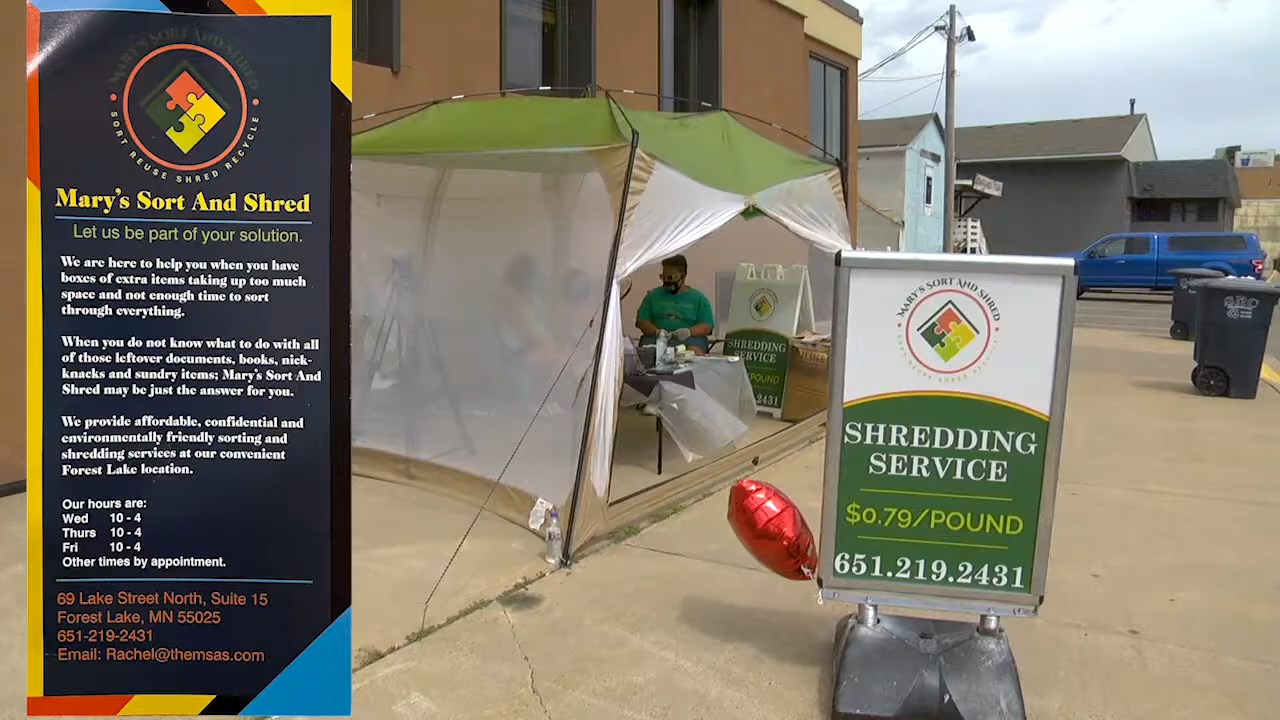 MARY'S SORT AND SHRED
SORT REUSE SHRED RECYCLE
Mary's Sort And Shred
Let us be part of your solution.
We are here to help you when you have
boxes of extra items taking up too much
space and not enough time to sort
through everything.
When you do not know what to do with all
of those leftover documents, books, nick-
knacks and sundry items; Mary's Sort And
Shred may be just the answer for you.
We provide affordable, confidential and
environmentally friendly sorting and
shredding services at our convenient
Forest Lake location.
Our hours are:
Wed 10 - 4
Thurs 10 - 4
Fri 10 - 4
Other times by appointment.
69 Lake Street North, Suite 15
Forest Lake, MN 55025
651-219-2431
Email: Rachel@themsas.com
SHREDDING
SERVICE
POUND
2431
MARY'S SORT AND SHRED
SORT REUSE SHRED RECYCLE
SHREDDING
SERVICE
$0.79/POUND
651.219.2431